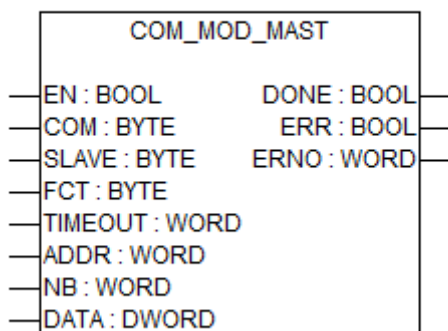 COM_MOD_MAST
EN : BOOL DONE : BOOL
COM : BYTE ERR : BOOL
SLAVE : BYTE ERNO : WORD
FCT : BYTE
TIMEOUT : WORD
ADDR : WORD
NB : WORD
DATA : DWORD